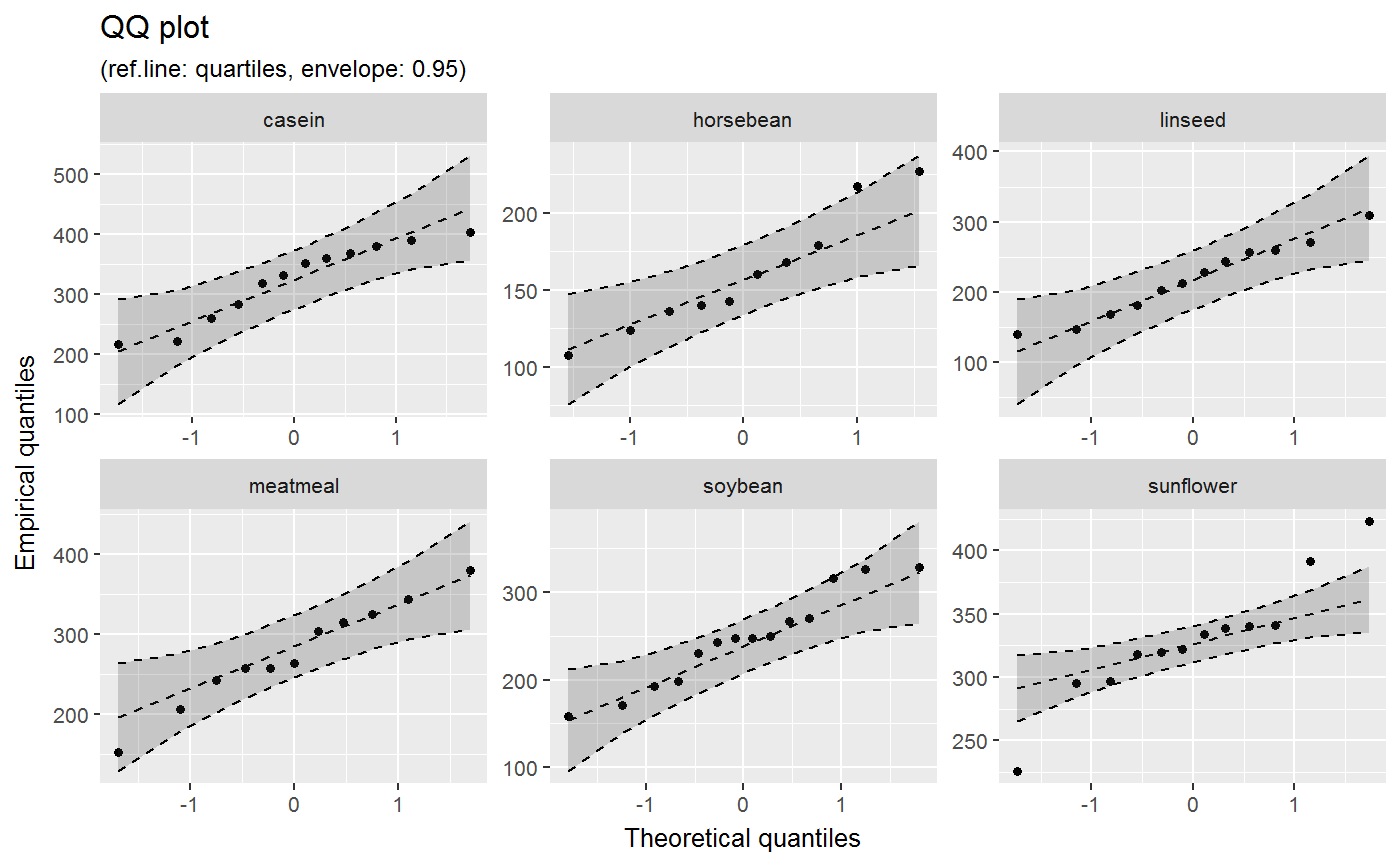 QQ plot
(ref.line: quartiles, envelope: 0.95)
casein
horsebean
linseed
500
400
300
200
100
200
150
100
400
300
200
100
-1 0 1
-1 0 1
-1 0 1
Empirical quantiles
meatmeal
soybean
sunflower
400
300
200
300
200
100
400
350
300
250
-1 0 1
-1 0 1
-1 0 1
Theoretical quantiles